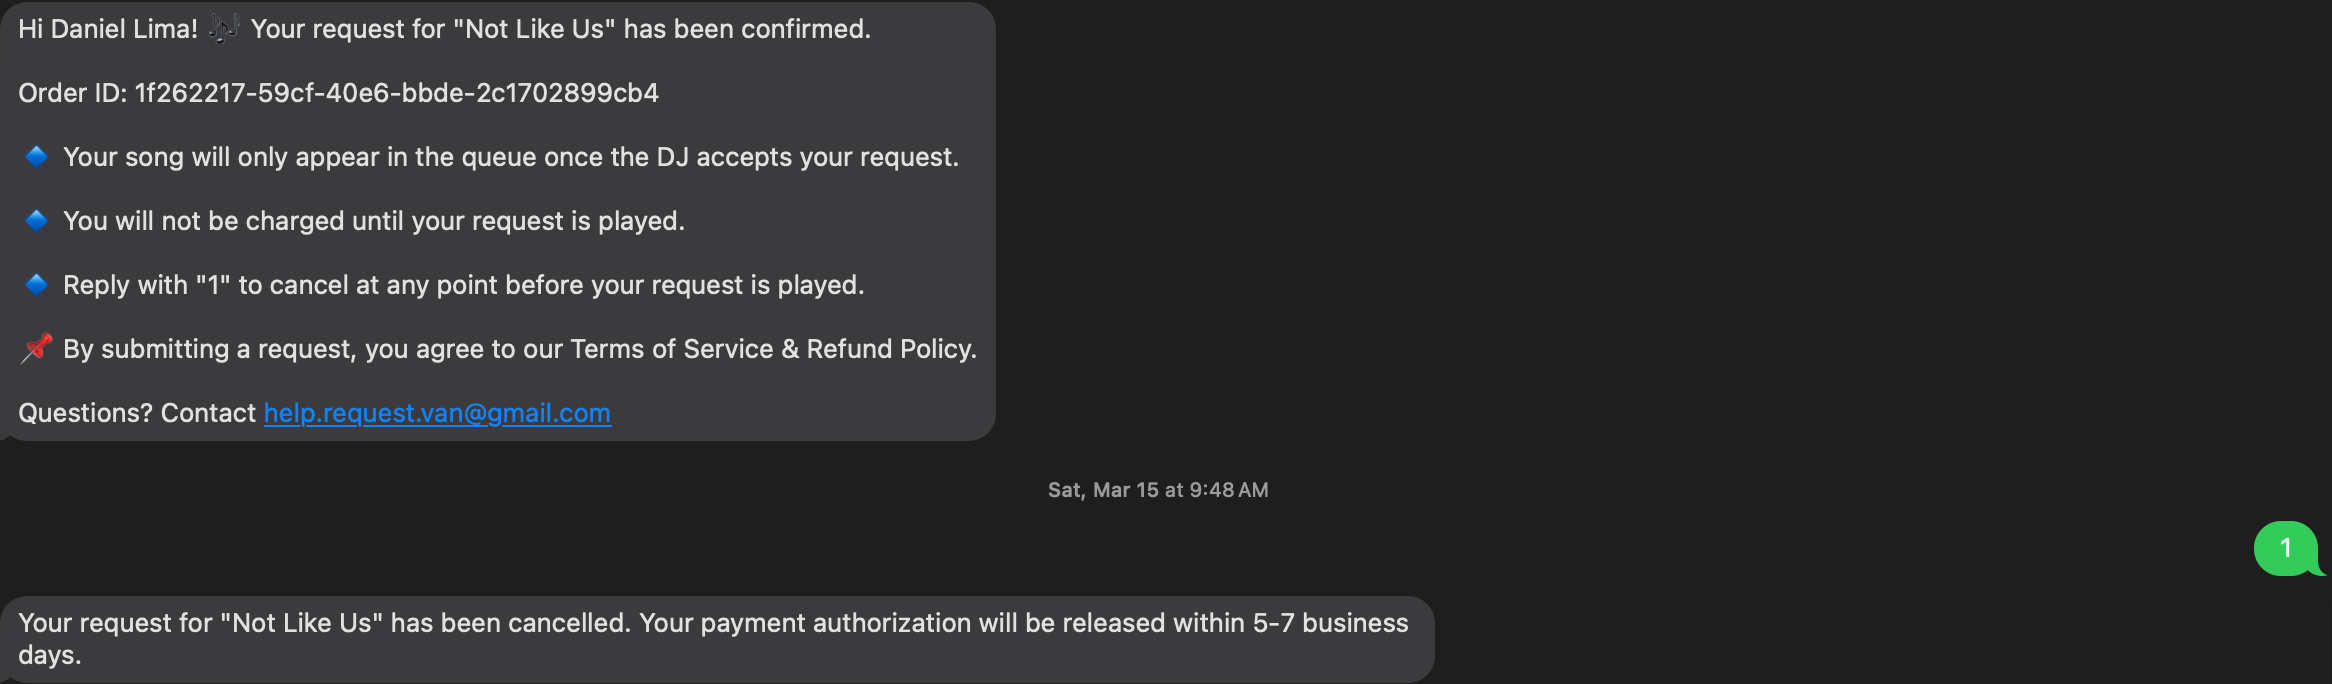 Hi Daniel Lima! 🎶 Your request for "Not Like Us" has been confirmed.
Order ID: 1f262217-59cf-40e6-bbde-2c1702899cb4
🔹 Your song will only appear in the queue once the DJ accepts your request.
🔹 You will not be charged until your request is played.
🔹 Reply with "1" to cancel at any point before your request is played.
📌 By submitting a request, you agree to our Terms of Service & Refund Policy.
Questions? Contact help.request.van@gmail.com
Sat, Mar 15 at 9:48 AM
1
Your request for "Not Like Us" has been cancelled. Your payment authorization will be released within 5-7 business
days.